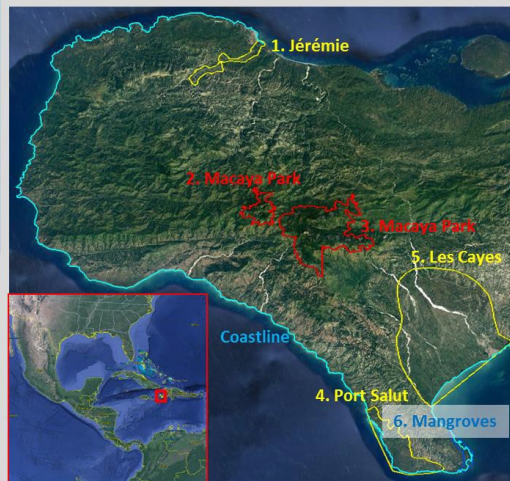 1. Jérémie
2. Macaya Park
3. Macaya Park
5. Les Cayes
Coastline
4. Port Salut
6. Mangroves